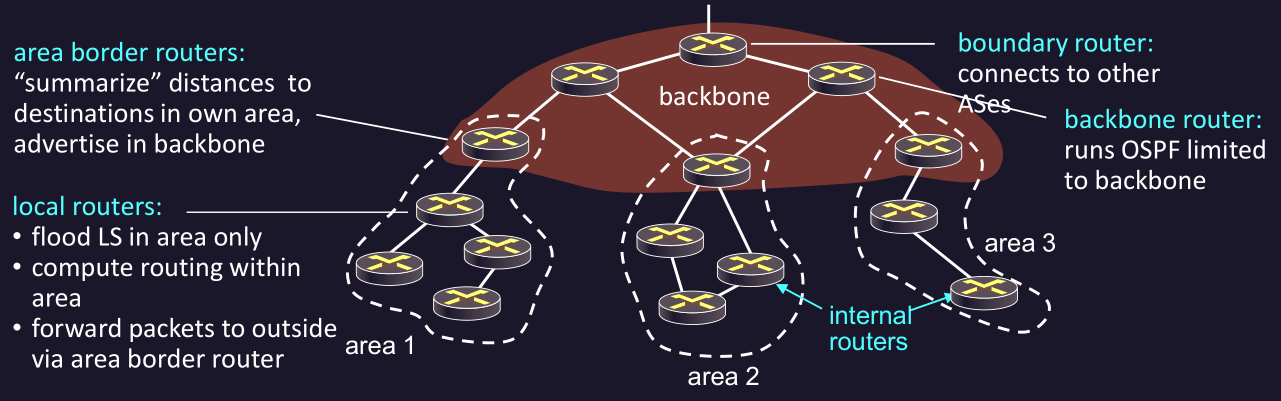 area border routers:
“summarize” distances to
destinations in own area,
advertise in backbone
local routers:
• flood LS in area only
• compute routing within
area
• forward packets to outside
via area border router
backbone
boundary router:
connects to other
ASes
backbone router:
runs OSPF limited
to backbone
area 3
internal
routers
area 1
area 2